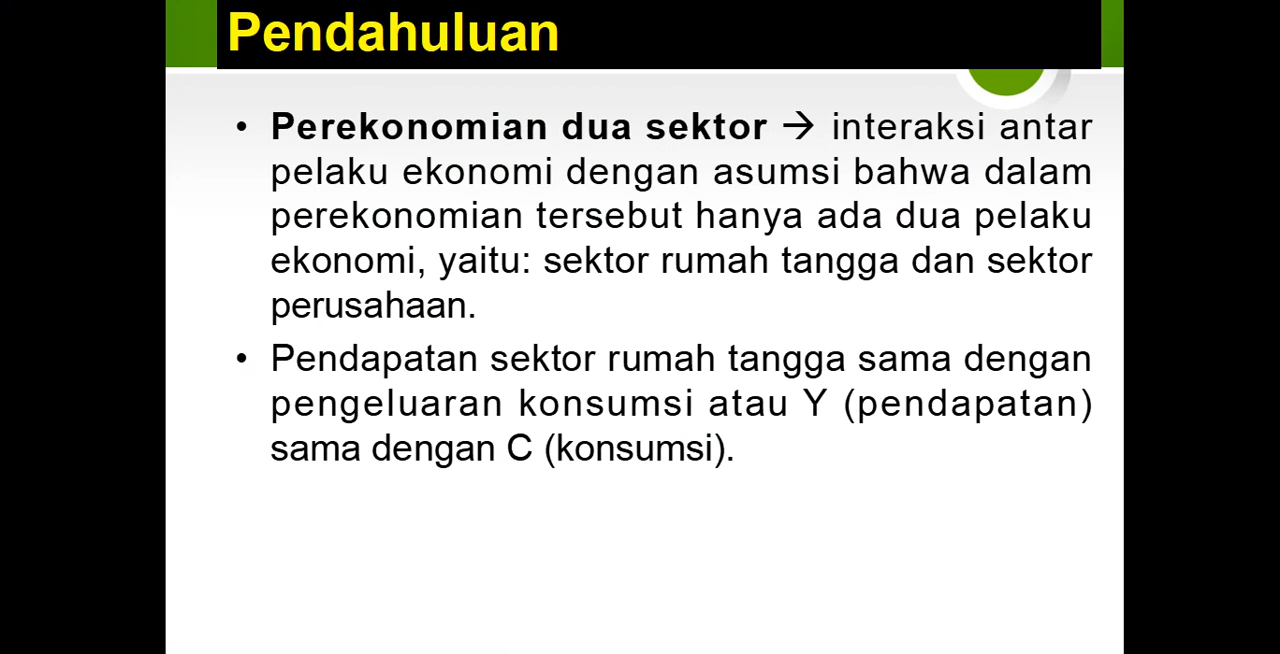 Pendahuluan
• Perekonomian dua sektor → interaksi antar
pelaku ekonomi dengan asumsi bahwa dalam
perekonomian tersebut hanya ada dua pelaku
ekonomi, yaitu: sektor rumah tangga dan sektor
perusahaan.
• Pendapatan sektor rumah tangga sama dengan
pengeluaran konsumsi atau Y (pendapatan)
sama dengan C (konsumsi).